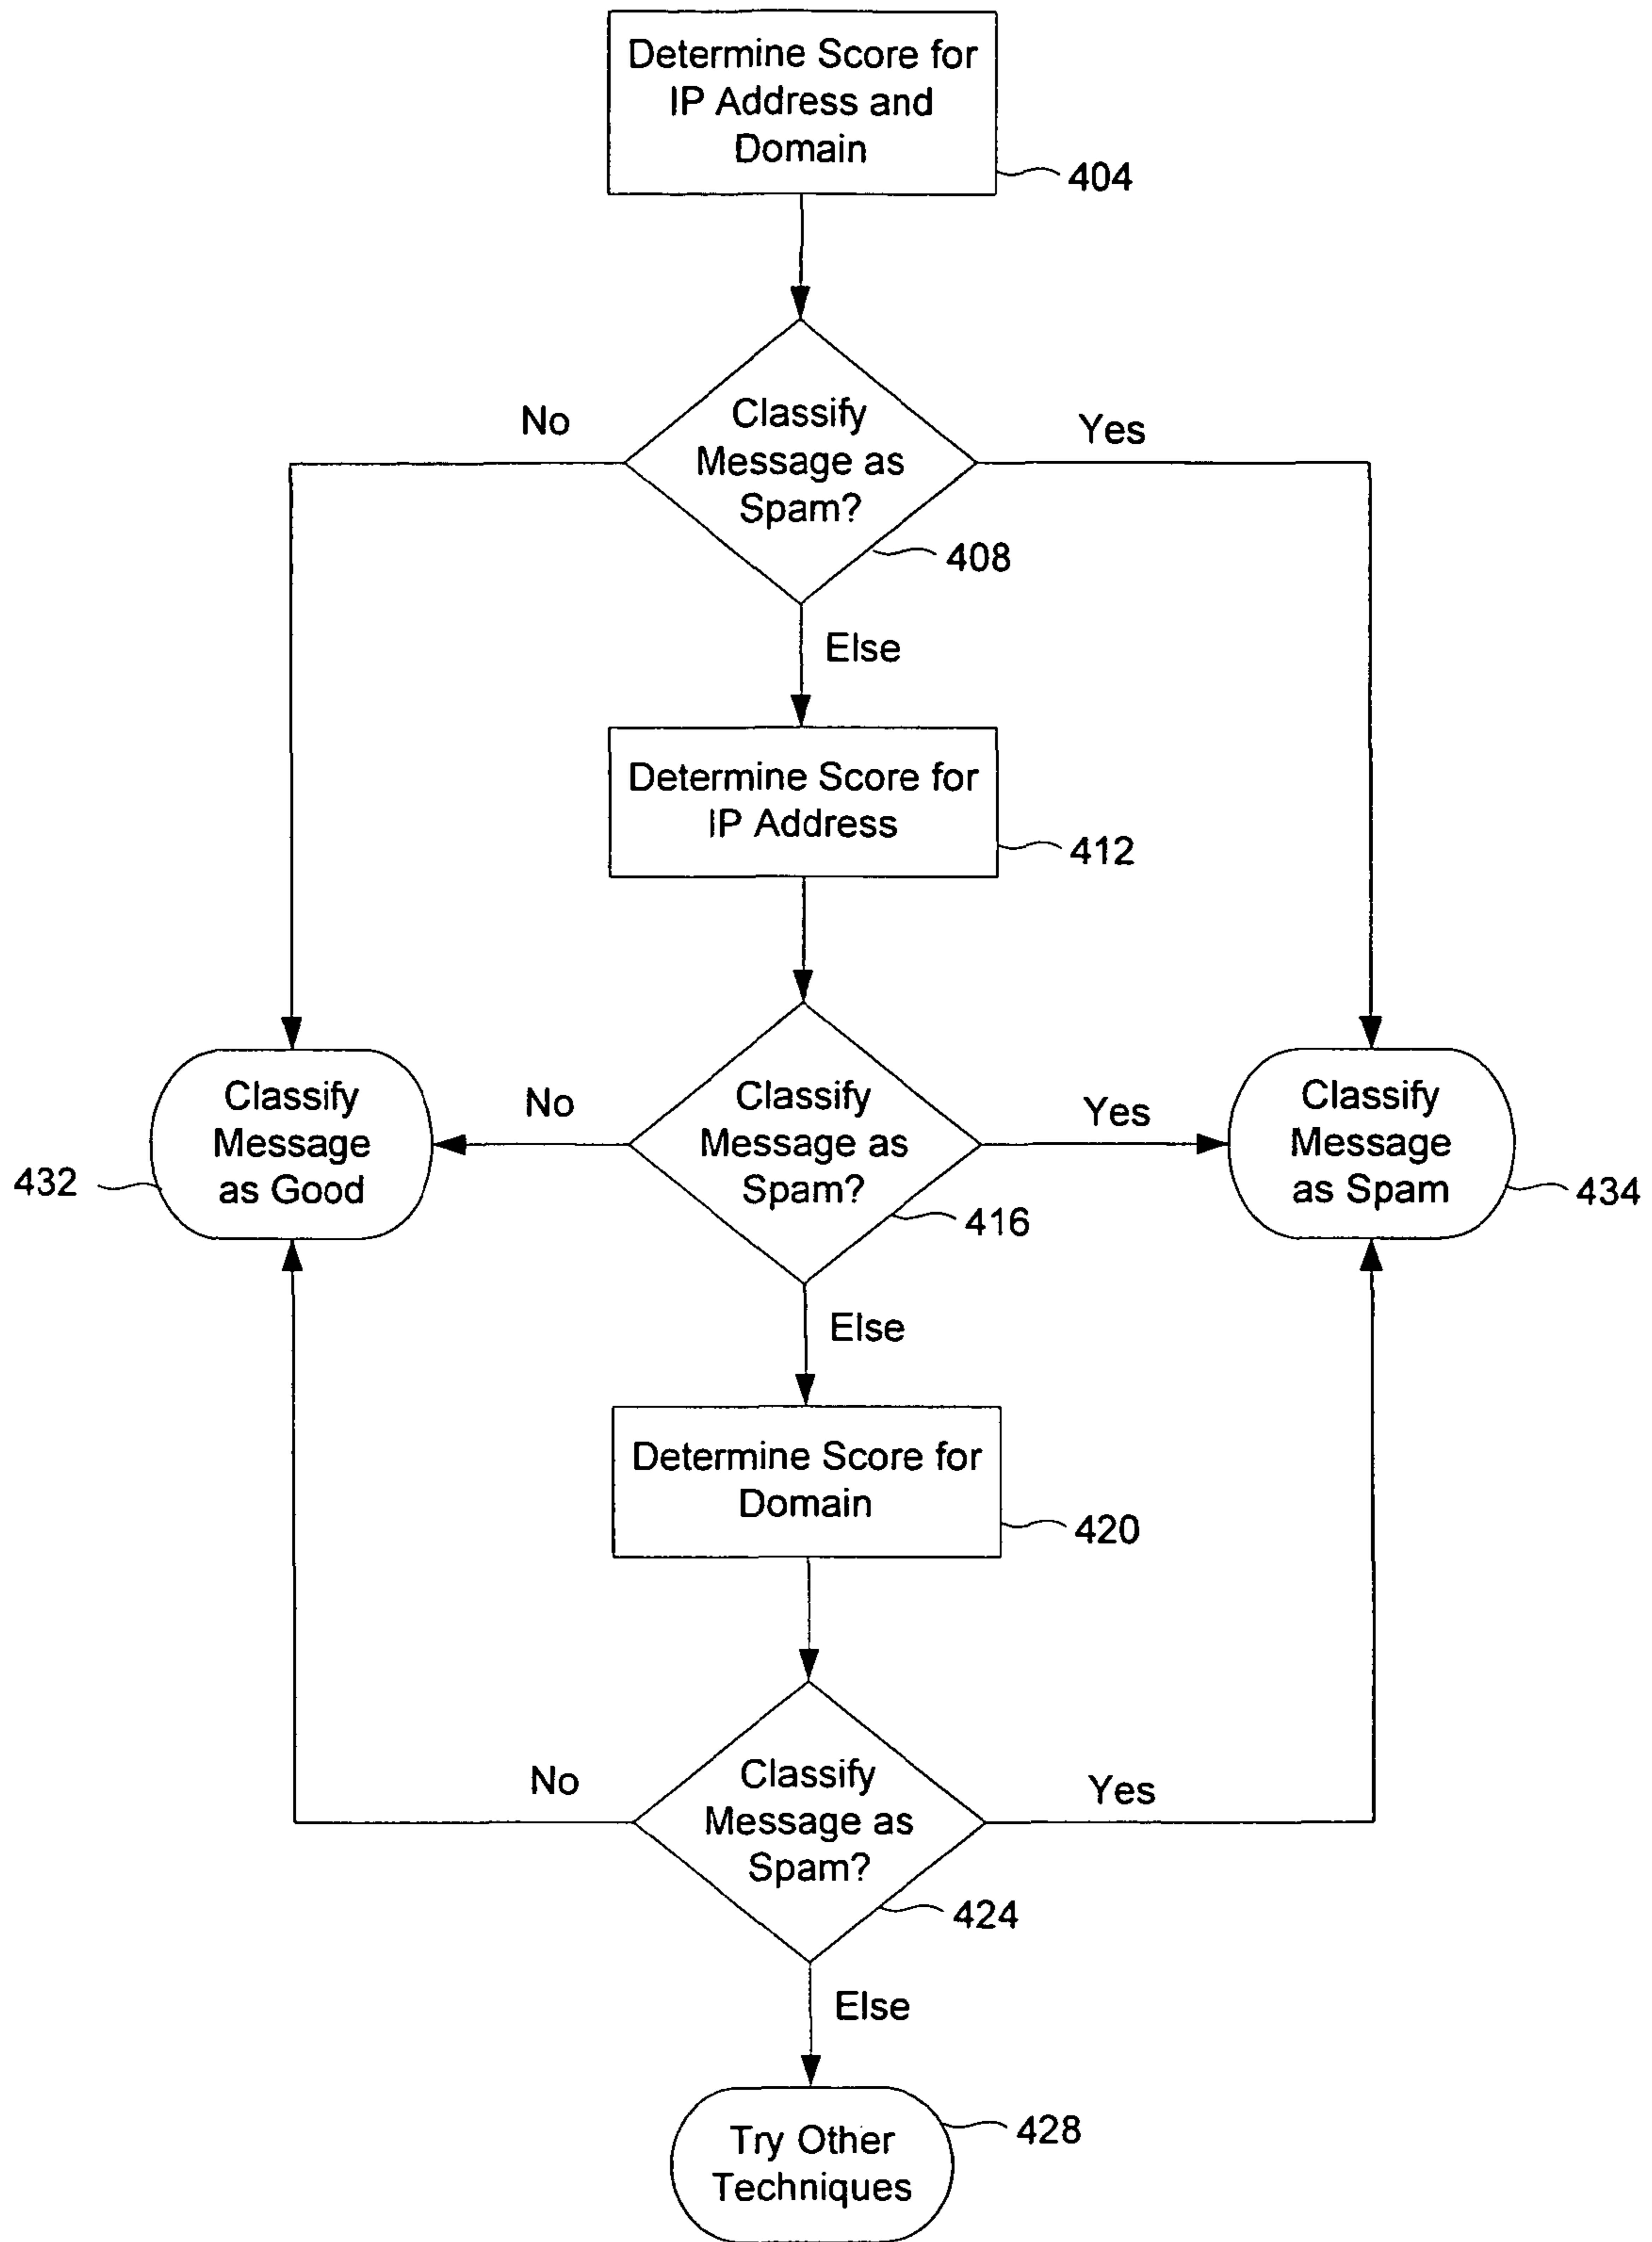 Determine Score for
IP Address and
Domain
404
Classify
Message as
Spam?
408
No
Yes
Else
Determine Score for
IP Address
412
Classify
Message
as Good
432
No
Classify
Message as
Spam?
416
Yes
Classify
Message
as Spam
434
Else
Determine Score for
Domain
420
No
Classify
Message as
Spam?
424
Yes
Else
Try Other
Techniques
428